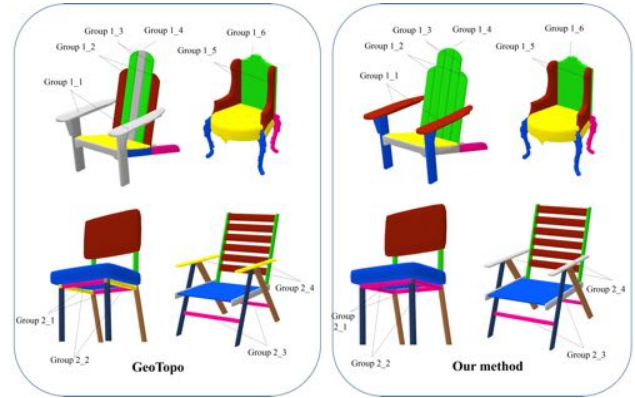 Group 1_3
Group 1_4
Group 1_2
Group 1_1
Group 1_6
Group 1_5
Group 2_1
Group 2_2
Group 2_4
Group 2_3
GeoTopo
Group 1_3
Group 1_4
Group 1_2
Group 1_1
Group 1_6
Group 1_5
Group
2_1
Group 2_2
Group 2_4
Group 2_3
Our method